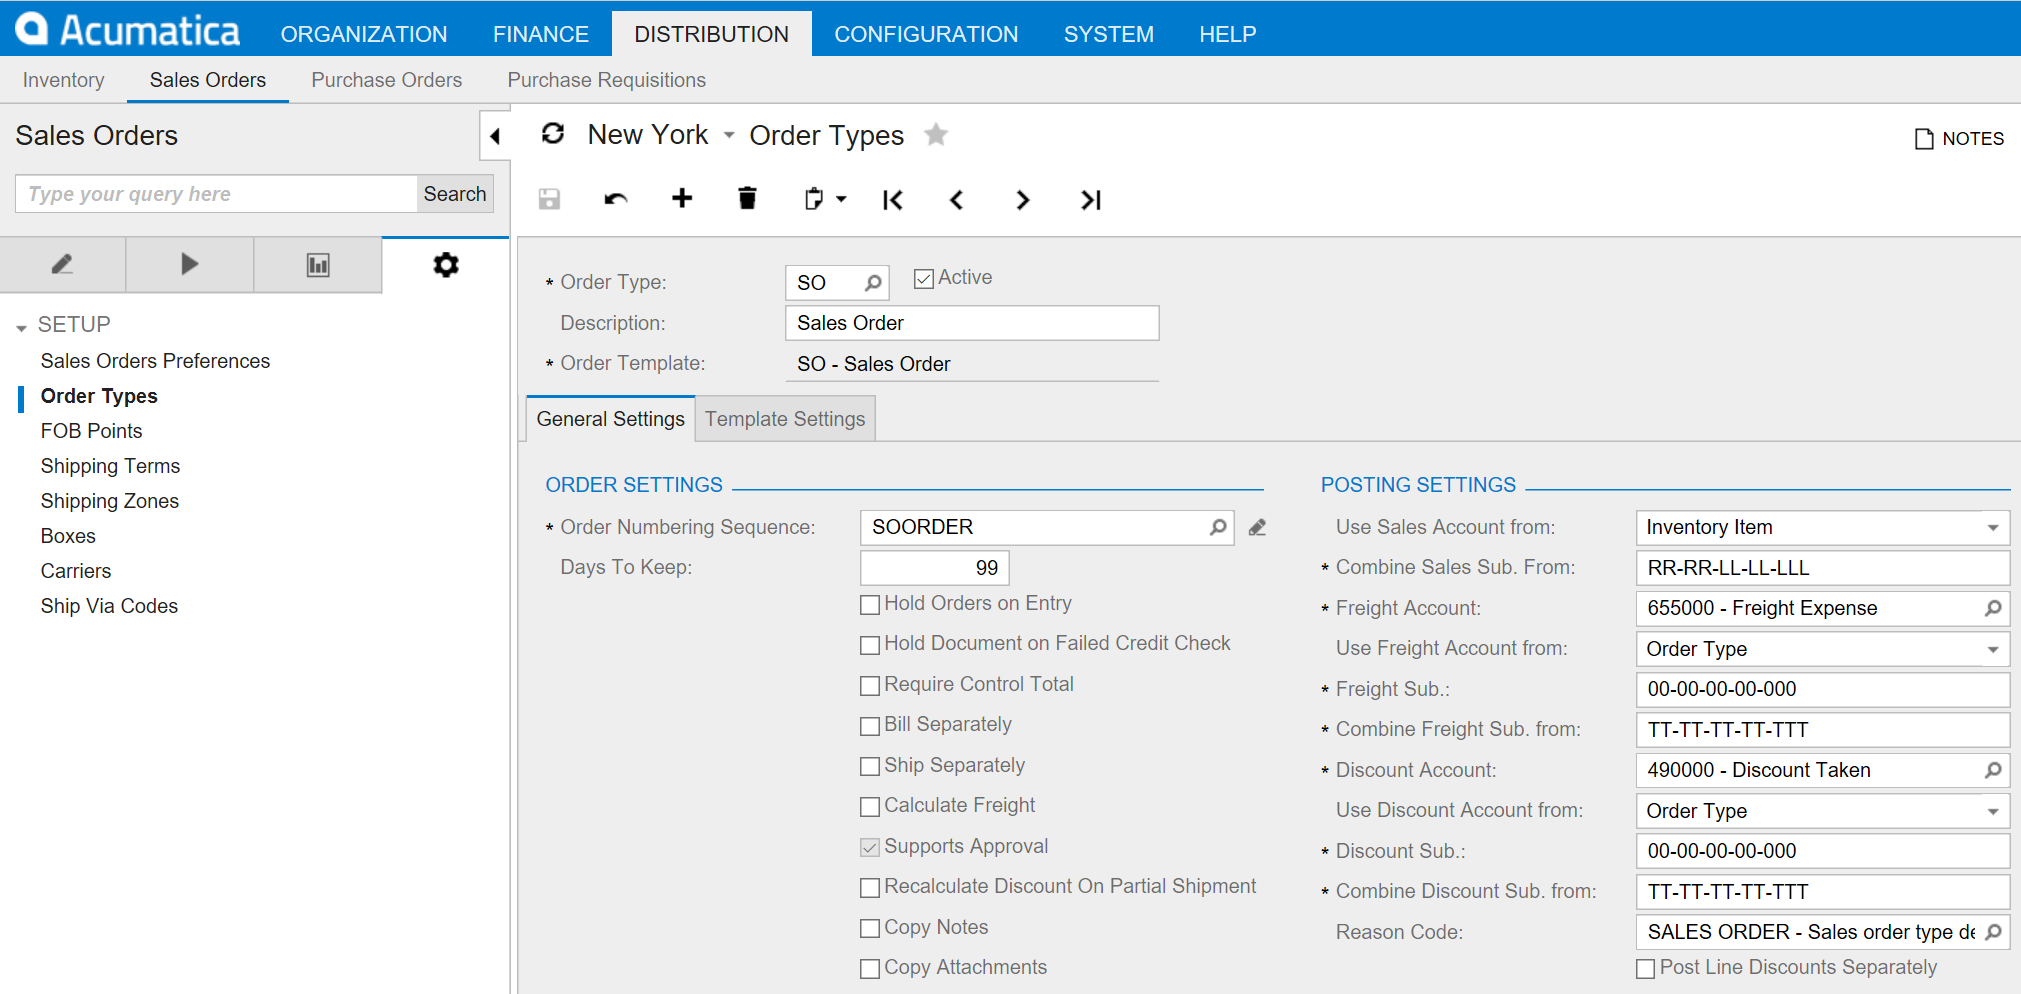 Acumatica ORGANIZATION FINANCE DISTRIBUTION CONFIGURATION SYSTEM HELP
Inventory Sales Orders Purchase Orders Purchase Requisitions
Sales Orders
Type your query here Search
SETUP
Sales Orders Preferences
Order Types
FOB Points
Shipping Terms
Shipping Zones
Boxes
Carriers
Ship Via Codes
New York Order Types
NOTES
* Order Type: SO Active
Description: Sales Order
* Order Template: SO - Sales Order
General Settings Template Settings
ORDER SETTINGS
* Order Numbering Sequence: SOORDER
Days To Keep: 99
Hold Orders on Entry
Hold Document on Failed Credit Check
Require Control Total
Bill Separately
Ship Separately
Calculate Freight
Supports Approval
Recalculate Discount On Partial Shipment
Copy Notes
Copy Attachments
POSTING SETTINGS
Use Sales Account from: Inventory Item
* Combine Sales Sub. From: RR-RR-LL-LL-LLL
* Freight Account: 655000 - Freight Expense
Use Freight Account from: Order Type
* Freight Sub.: 00-00-00-00-000
* Combine Freight Sub. from: TT-TT-TT-TT-TTT
* Discount Account: 490000 - Discount Taken
Use Discount Account from: Order Type
* Discount Sub.: 00-00-00-00-000
* Combine Discount Sub. from: TT-TT-TT-TT-TTT
Reason Code: SALES ORDER - Sales order type de
Post Line Discounts Separately